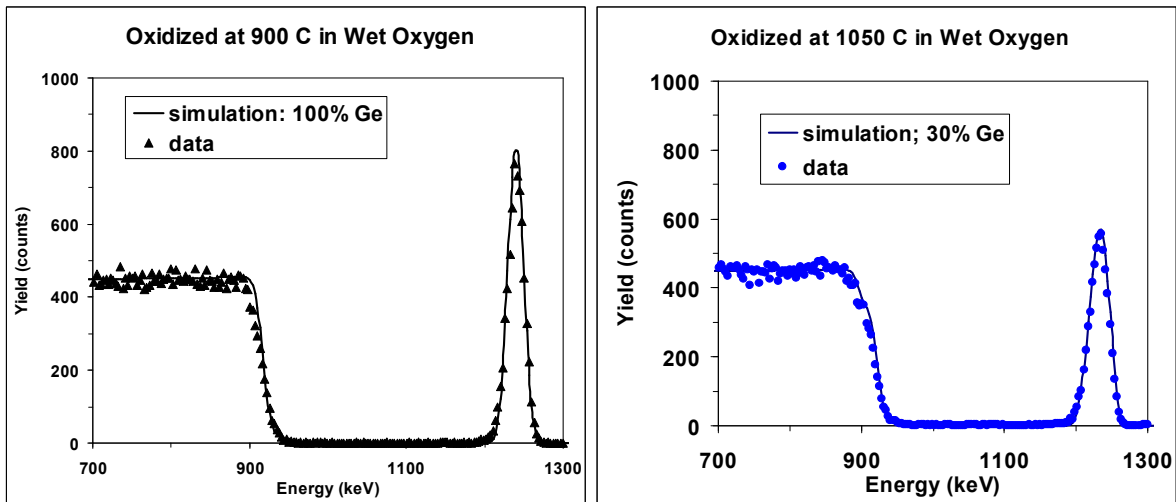 Oxidized at 900 C in Wet Oxygen
1000
800
600
400
200
0
Yield (counts)
simulation: 100% Ge
data
700
900
1100
1300
Energy (keV)
Oxidized at 1050 C in Wet Oxygen
1000
800
600
400
200
0
Yield (counts)
simulation; 30% Ge
data
700
900
1100
1300
Energy (keV)